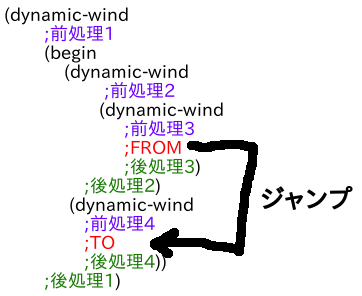 (dynamic-wind
;前処理1
(begin
(dynamic-wind
;前処理2
(dynamic-wind
;前処理3
;FROM
;後処理3)
;後処理2)
(dynamic-wind
;前処理4
;TO
;後処理4))
;後処理1)
ジャンプ